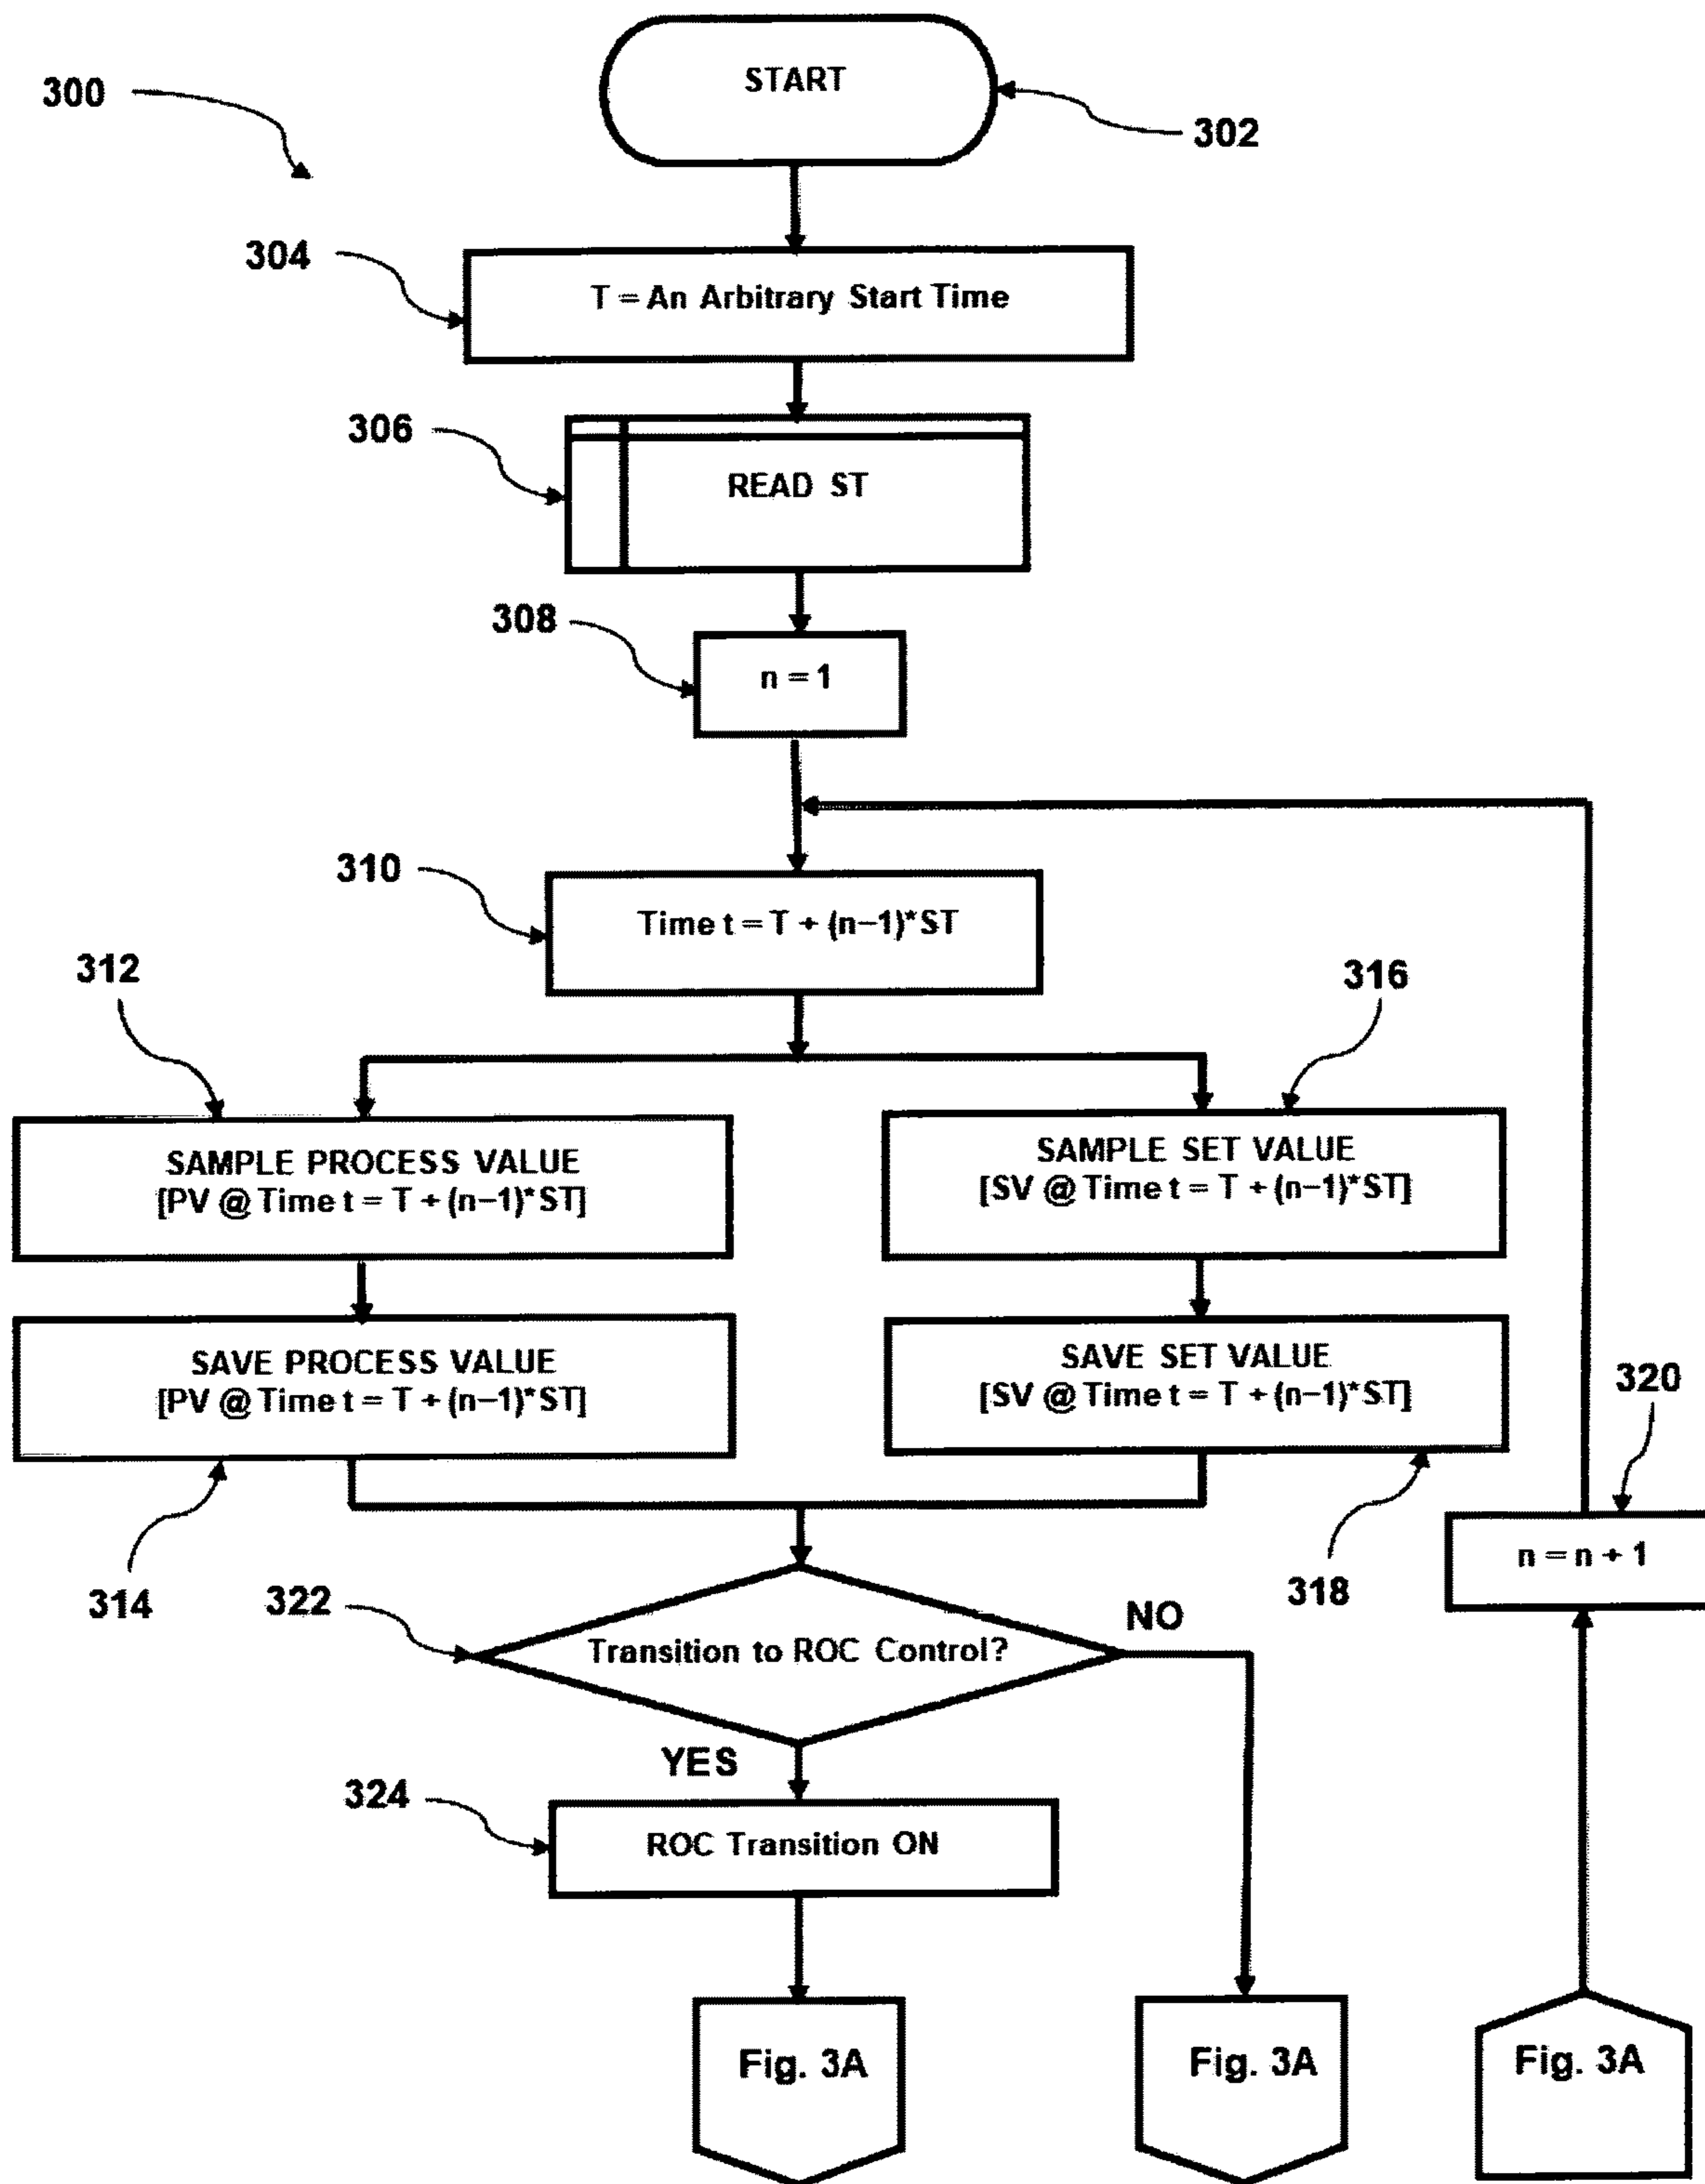 START
300
302
304
T = An Arbitrary Start Time
306
READ ST
308
n = 1
310
Time t = T + (n–1)*ST
312
316
SAMPLE PROCESS VALUE
[PV @ Time t = T + (n–1)*ST]
SAMPLE SET VALUE
[SV @ Time t = T + (n–1)*ST]
SAVE PROCESS VALUE
[PV @ Time t = T + (n–1)*ST]
SAVE SET VALUE
[SV @ Time t = T + (n–1)*ST]
320
n = n + 1
314
322
318
NO
Transition to ROC Control?
YES
324
ROC Transition ON
Fig. 3A
Fig. 3A
Fig. 3A